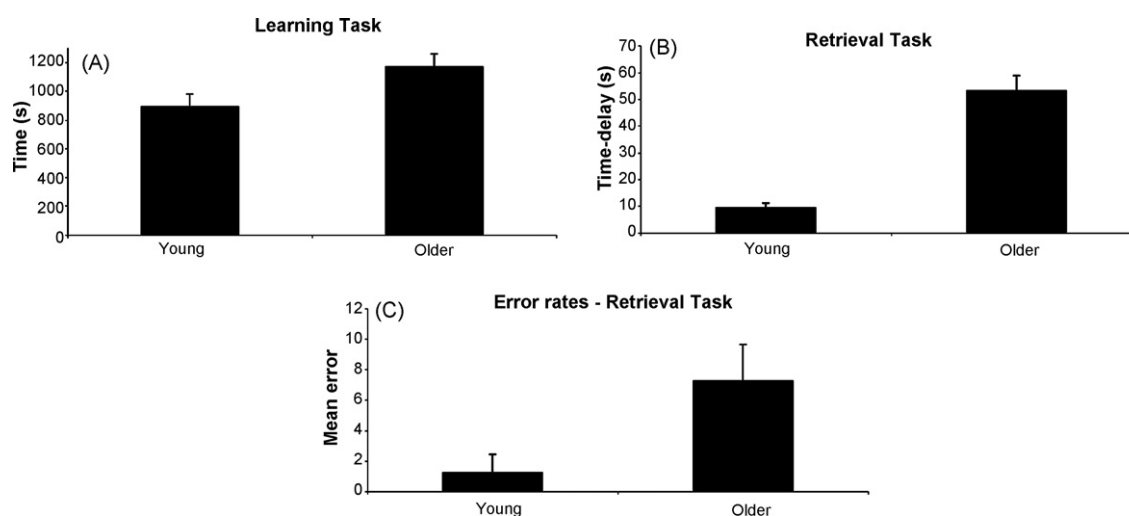 Learning Task
(A)
Time (s)
1200
1000
800
600
400
200
0
Young Older
Retrieval Task
(B)
Time-delay (s)
70
60
50
40
30
20
10
0
Young Older
Error rates - Retrieval Task
(C)
Mean error
12
10
8
6
4
2
0
Young Older